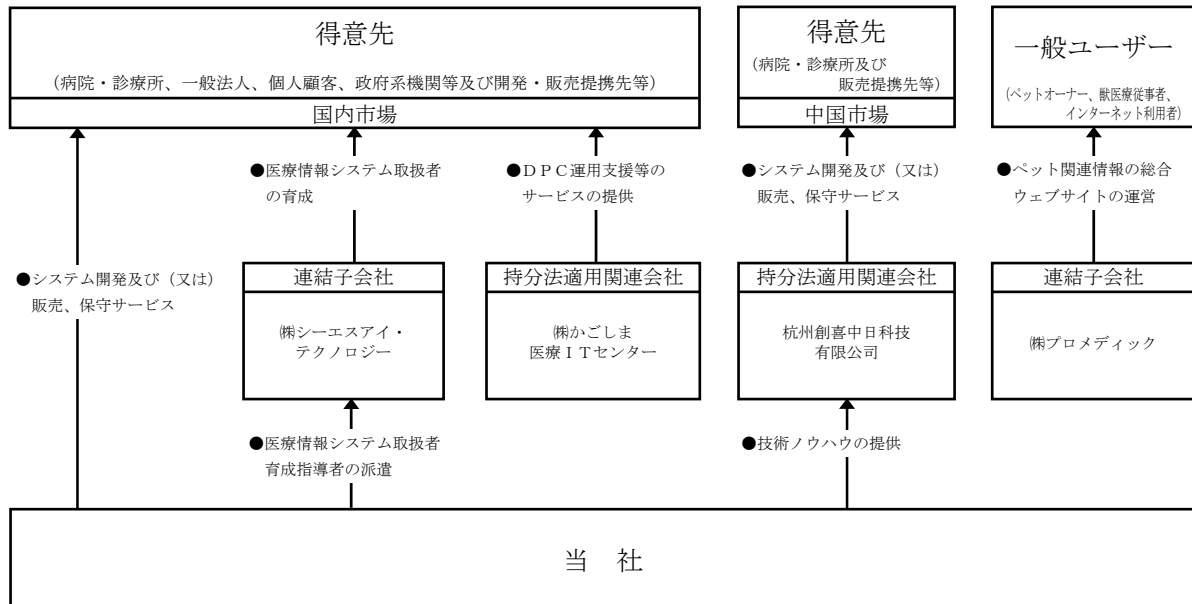 得意先
(病院・診療所、一般法人、個人顧客、政府系機関等及び開発・販売提携先等)
国内市場
得意先
(病院・診療所及び
販売提携先等)
中国市場
一般ユーザー
(ペットオーナー、獣医療従事者、
インターネット利用者)
●システム開発及び(又は)
販売、保守サービス
●医療情報システム取扱者
の育成
●DPC運用支援等の
サービスの提供
●システム開発及び(又は)
販売、保守サービス
●ペット関連情報の総合
ウェブサイトの運営
連結子会社
㈱シーエスアイ・
テクノロジー
持分法適用関連会社
㈱かごしま
医療ITセンター
持分法適用関連会社
杭州創喜中日科技
有限公司
連結子会社
㈱プロメディック
●医療情報システム取扱者
育成指導者の派遣
●技術ノウハウの提供
当 社